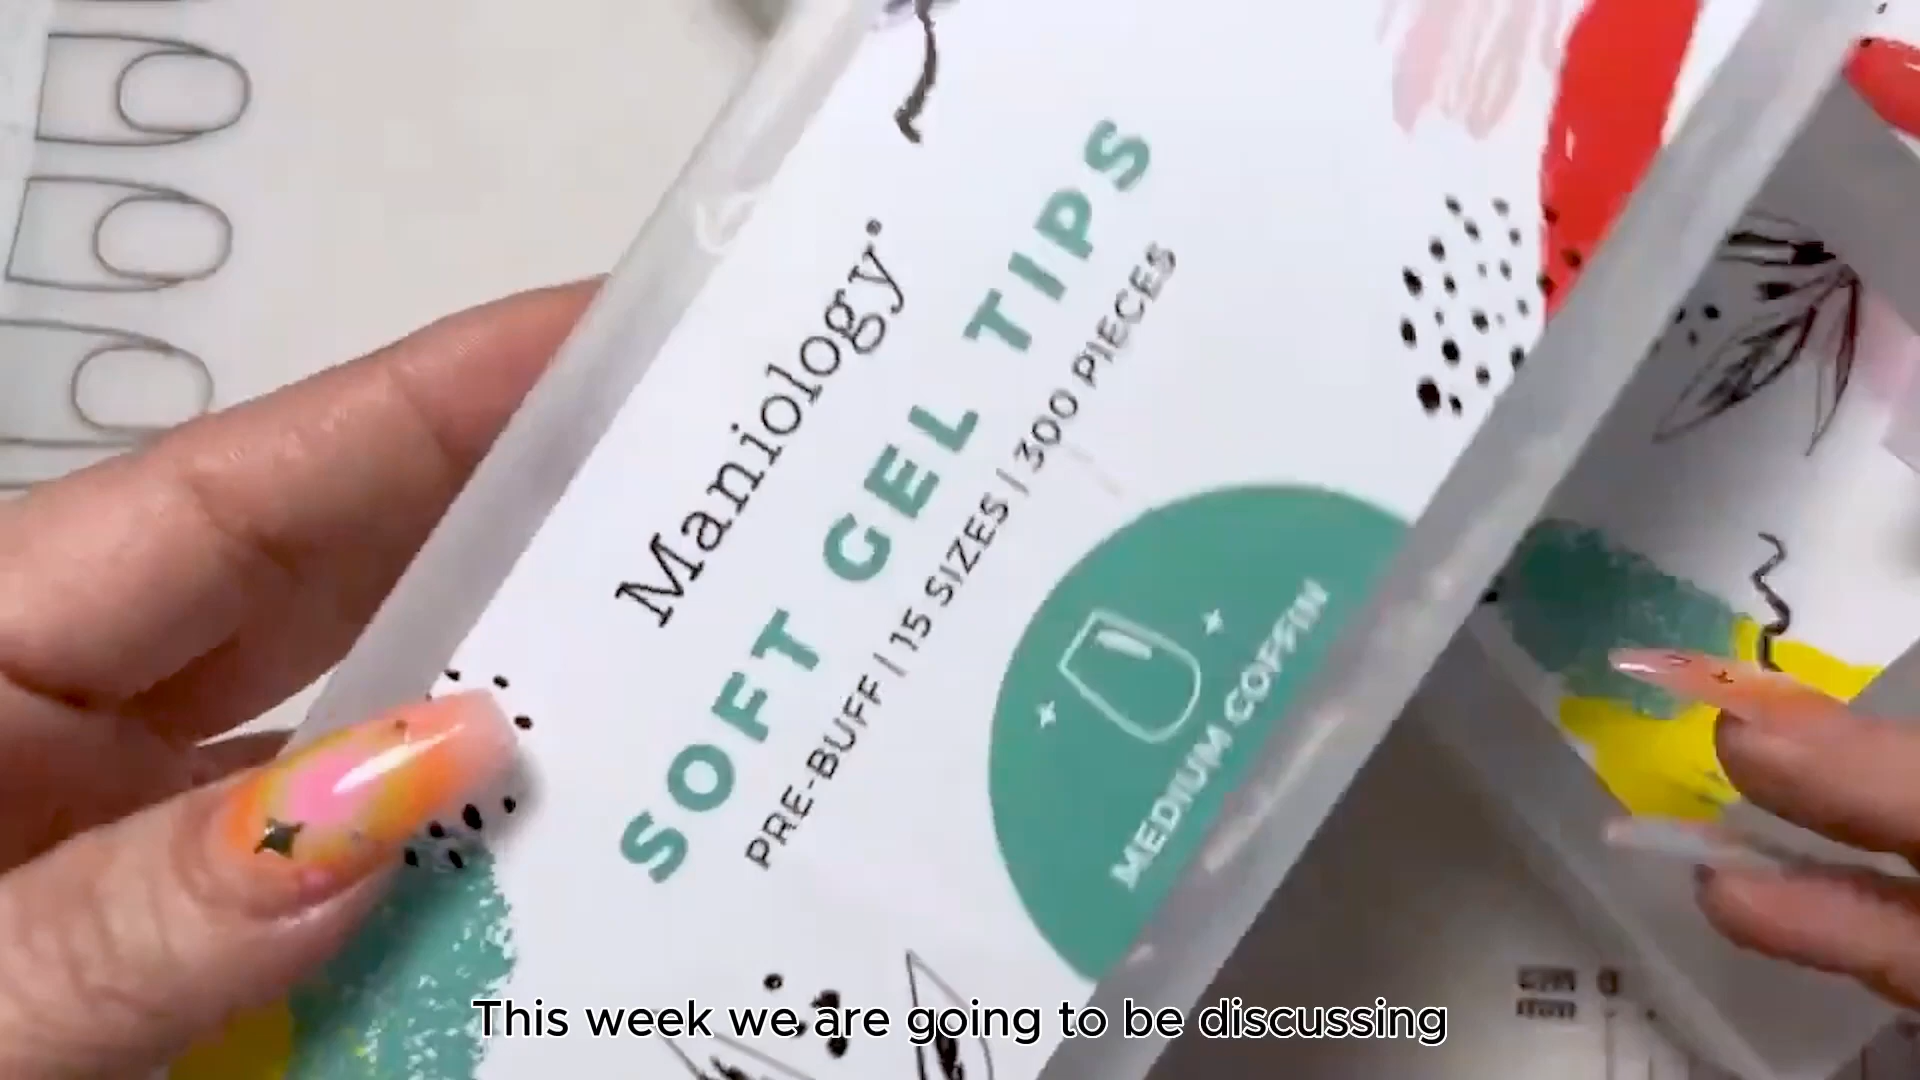 Maniology
SOFT GEL TIPS
PRE-BUFF | 15 SIZES | 300 PIECES
MEDIUM COFFIN
This week we are going to be discussing